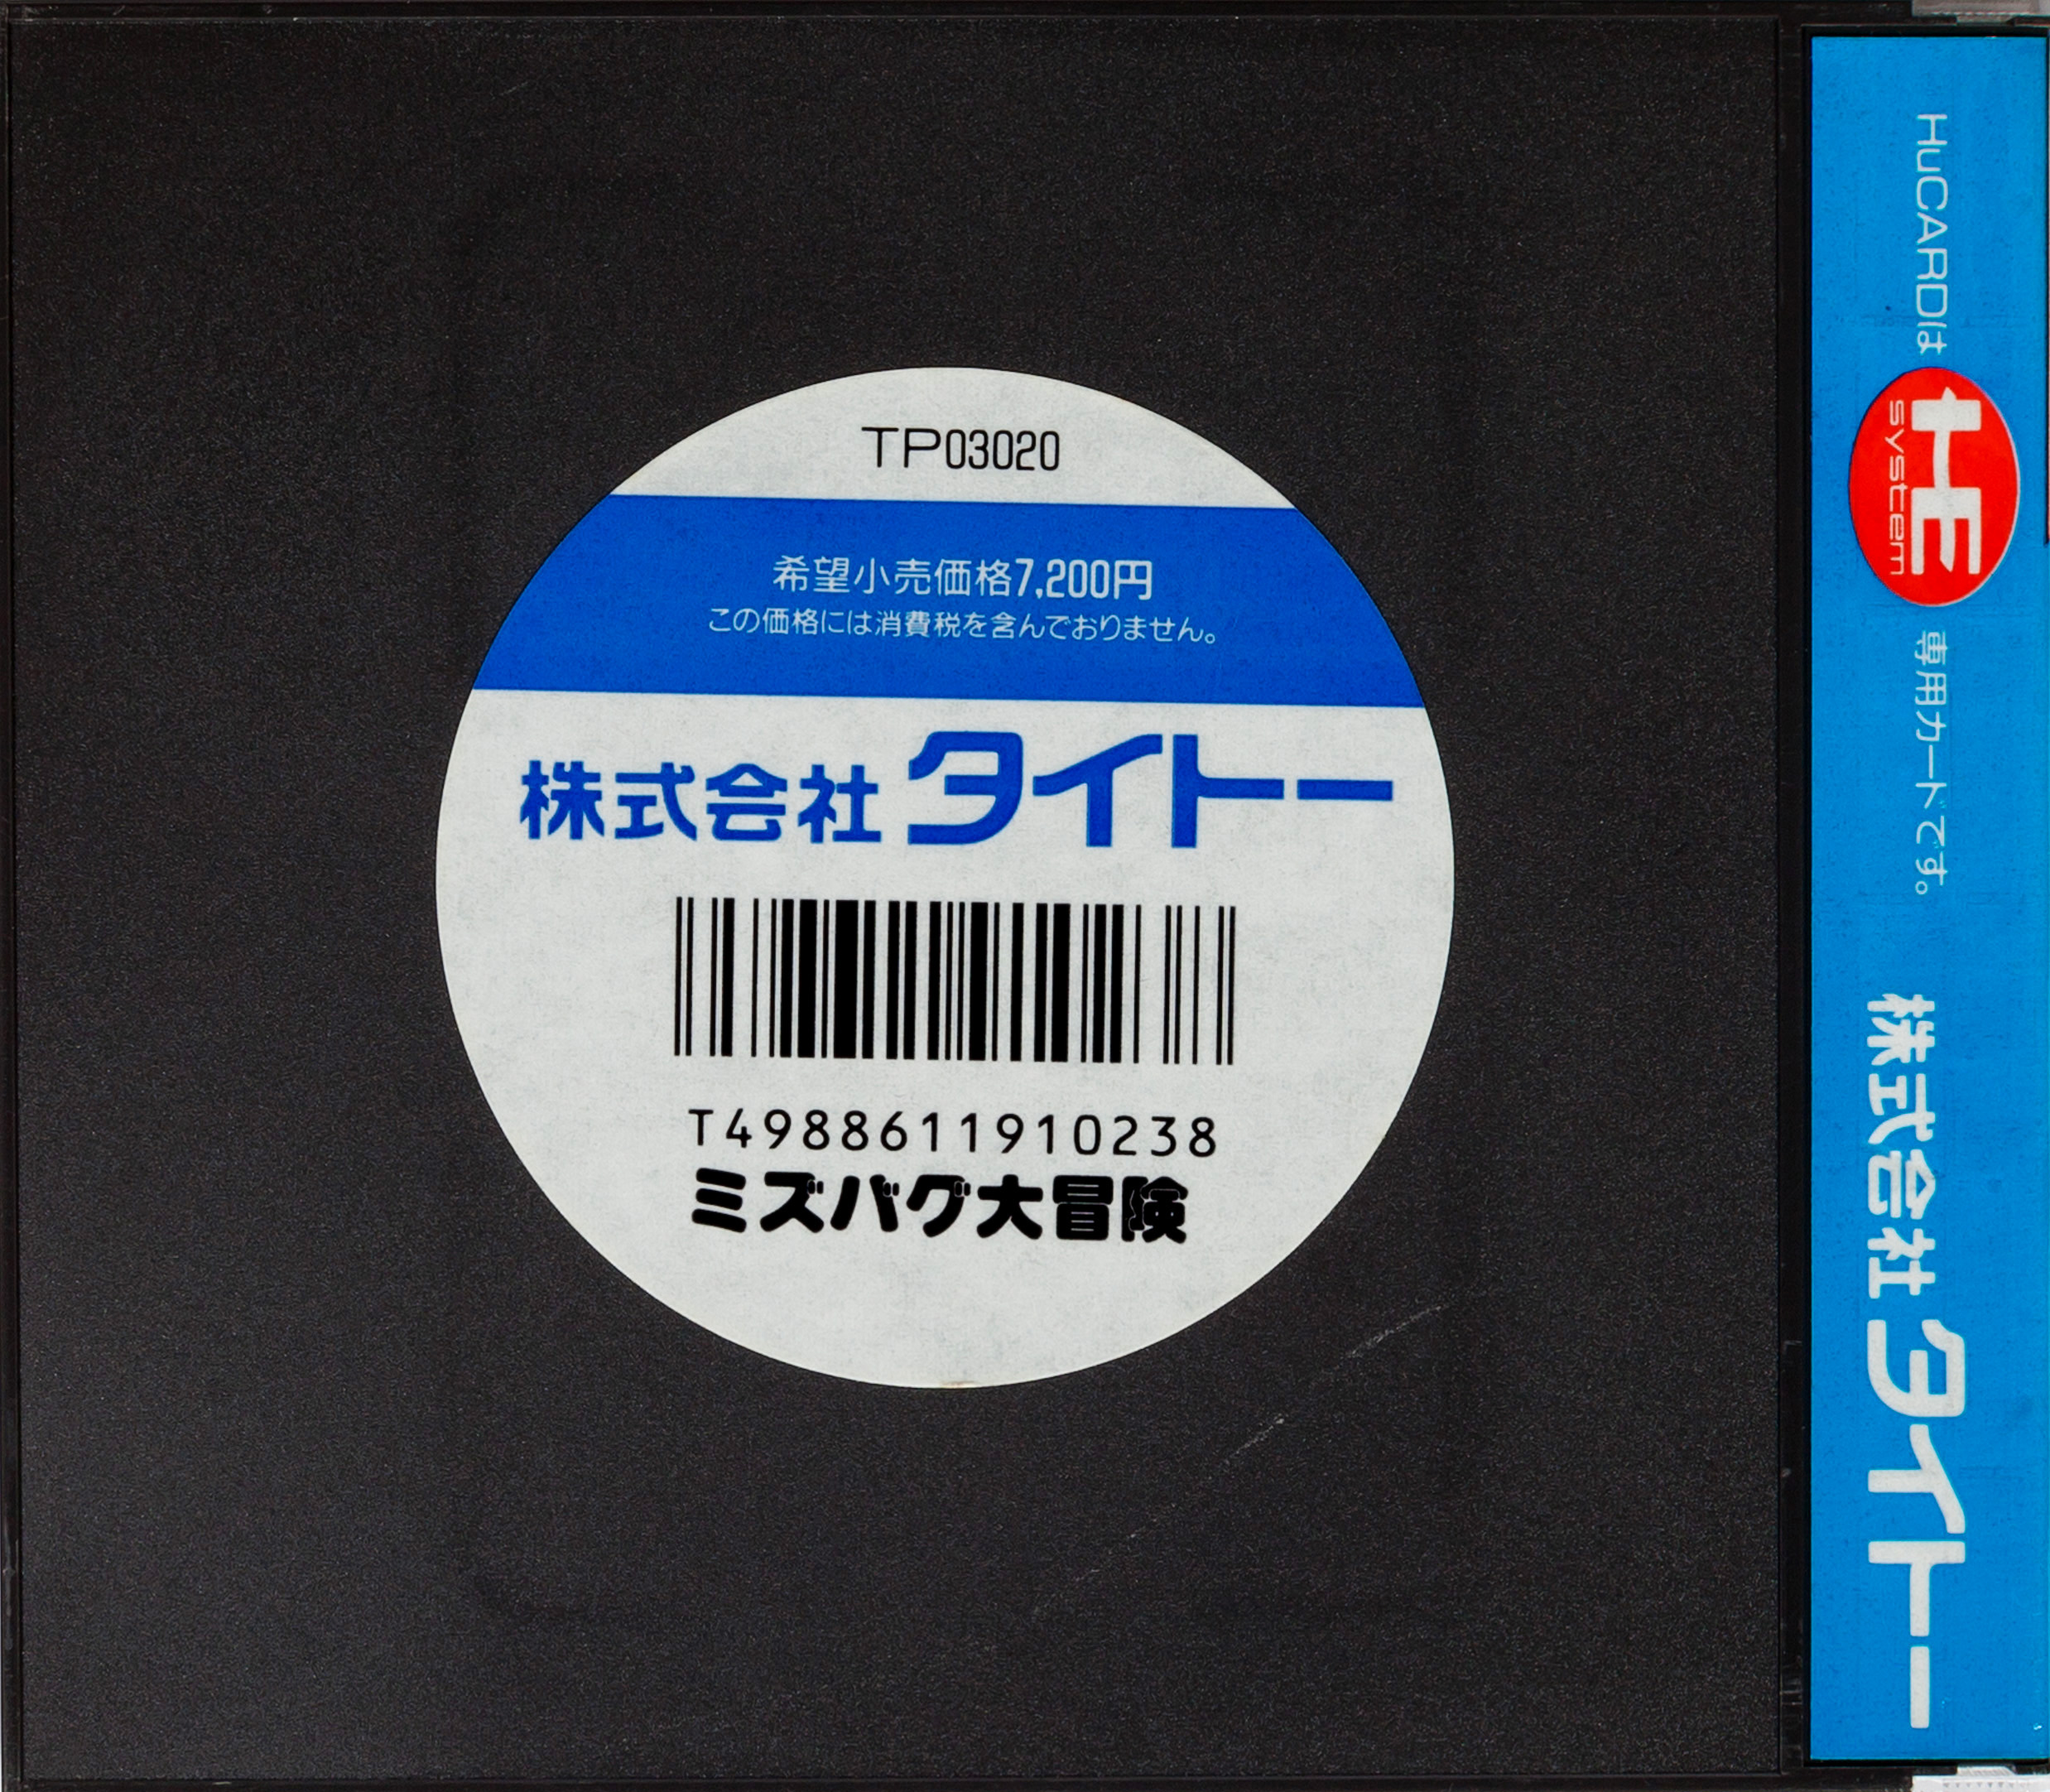 TP03020
希望小売価格7,200円
この価格には消費税を含んでおりません。
株式会社タイトー
T4988611910238
ミズバク大冒険
HuCARDは HE system 専用カードです。 株式会社タイトー